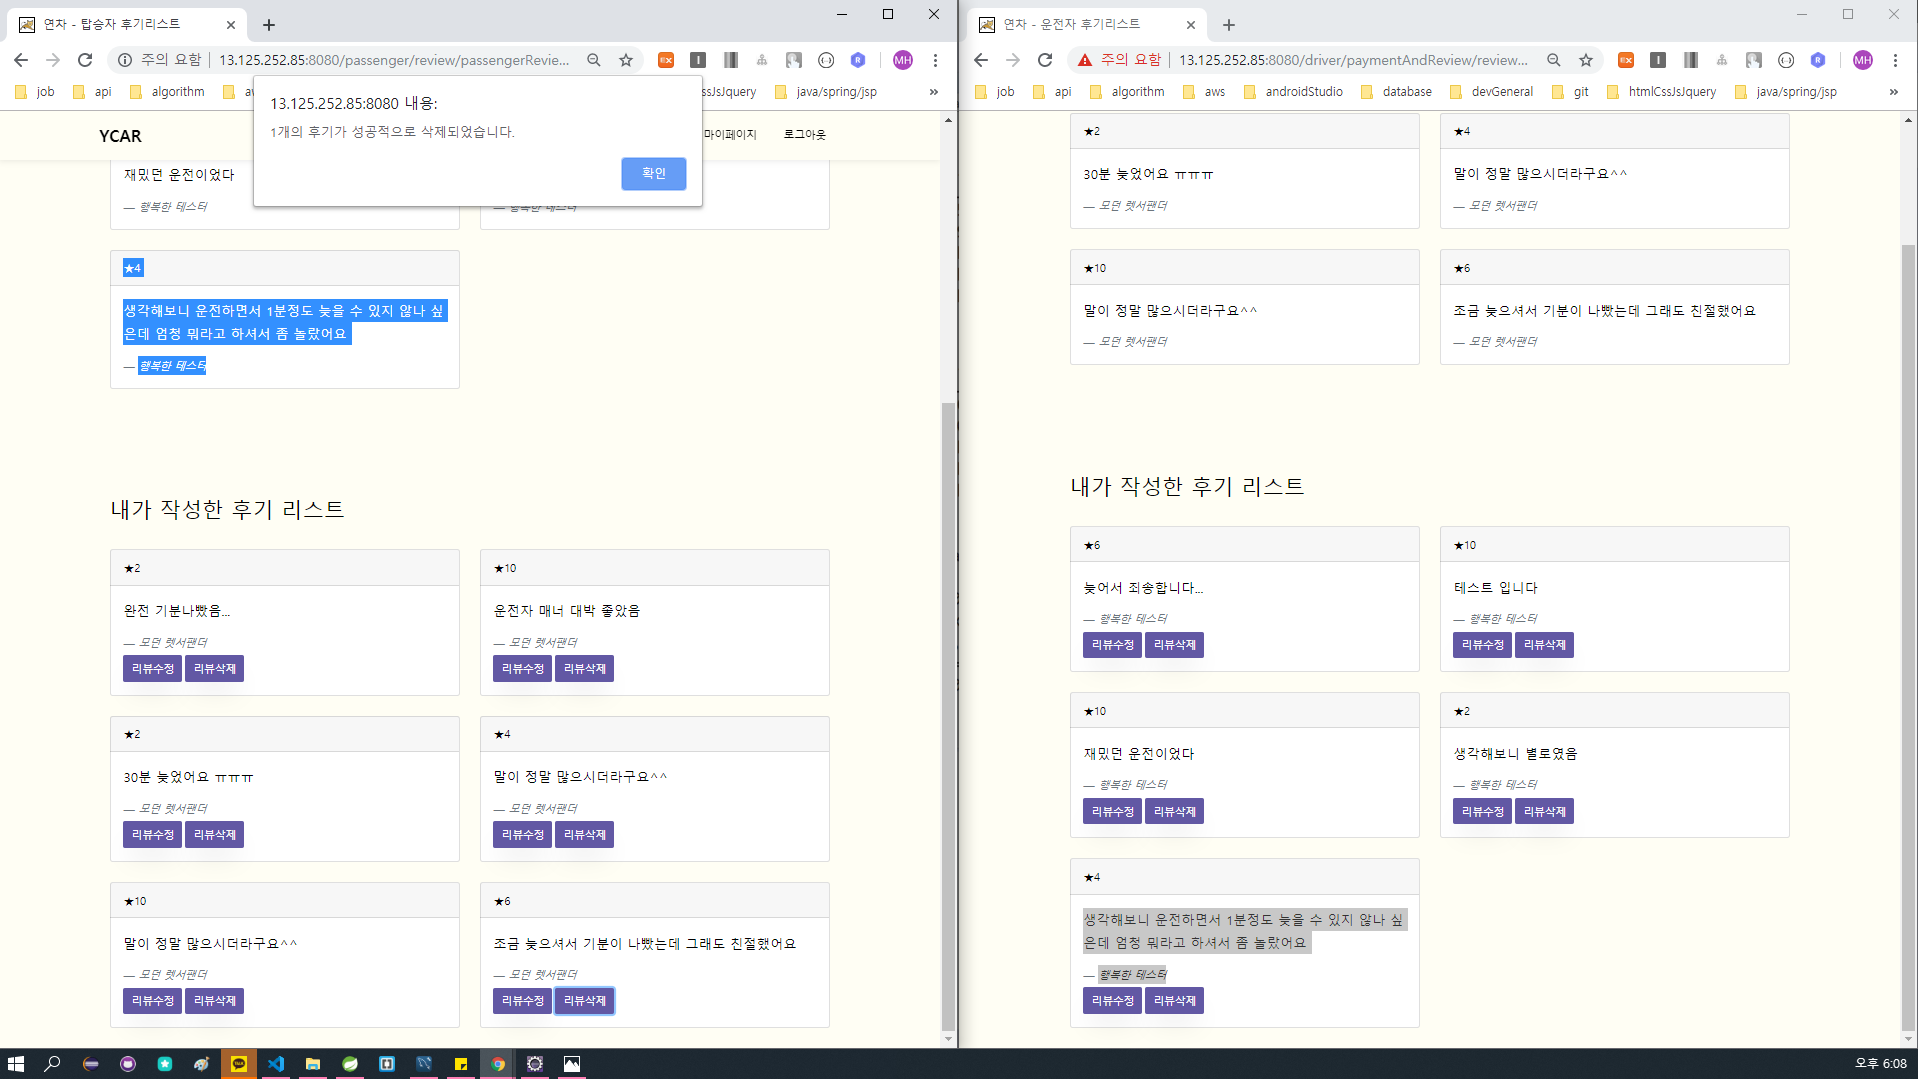 연차 - 탑승자 후기리스트
주의 요함
13.125.252.85:8080/passenger/review/passengerRevie...
MH
job
api
algorithm
java/spring/jsp
»
13.125.252.85:8080 내용:
1개의 후기가 성공적으로 삭제되었습니다.
확인
YCAR
마이페이지
로그아웃
재밌던 운전이었다
— 행복한 테스터
— 행복한 테스터
★4
생각해보니 운전하면서 1분정도 늦을 수 있지 않나 싶
은데 엄청 뭐라고 하셔서 좀 놀랐어요
— 행복한 테스터
내가 작성한 후기 리스트
★2
완전 기분나빴음...
— 모던 렛서팬더
리뷰수정 리뷰삭제
★10
운전자 매너 대박 좋았음
— 모던 렛서팬더
리뷰수정 리뷰삭제
★2
30분 늦었어요 ㅠㅠㅠ
— 모던 렛서팬더
리뷰수정 리뷰삭제
★4
말이 정말 많으시더라구요^^
— 모던 렛서팬더
리뷰수정 리뷰삭제
★10
말이 정말 많으시더라구요^^
— 모던 렛서팬더
리뷰수정 리뷰삭제
★6
조금 늦으셔서 기분이 나빴는데 그래도 친절했어요
— 모던 렛서팬더
리뷰수정 리뷰삭제
연차 - 운전자 후기리스트
주의 요함
13.125.252.85:8080/driver/paymentAndReview/review...
MH
job
api
algorithm
aws
androidStudio
database
devGeneral
git
htmlCssJsJquery
java/spring/jsp
»
★2
30분 늦었어요 ㅠㅠㅠ
— 모던 렛서팬더
★4
말이 정말 많으시더라구요^^
— 모던 렛서팬더
★10
말이 정말 많으시더라구요^^
— 모던 렛서팬더
★6
조금 늦으셔서 기분이 나빴는데 그래도 친절했어요
— 모던 렛서팬더
내가 작성한 후기 리스트
★6
늦어서 죄송합니다...
— 행복한 테스터
리뷰수정 리뷰삭제
★10
테스트 입니다
— 행복한 테스터
리뷰수정 리뷰삭제
★10
재밌던 운전이었다
— 행복한 테스터
리뷰수정 리뷰삭제
★2
생각해보니 별로였음
— 행복한 테스터
리뷰수정 리뷰삭제
★4
생각해보니 운전하면서 1분정도 늦을 수 있지 않나 싶
은데 엄청 뭐라고 하셔서 좀 놀랐어요
— 행복한 테스터
리뷰수정 리뷰삭제
오후 6:08